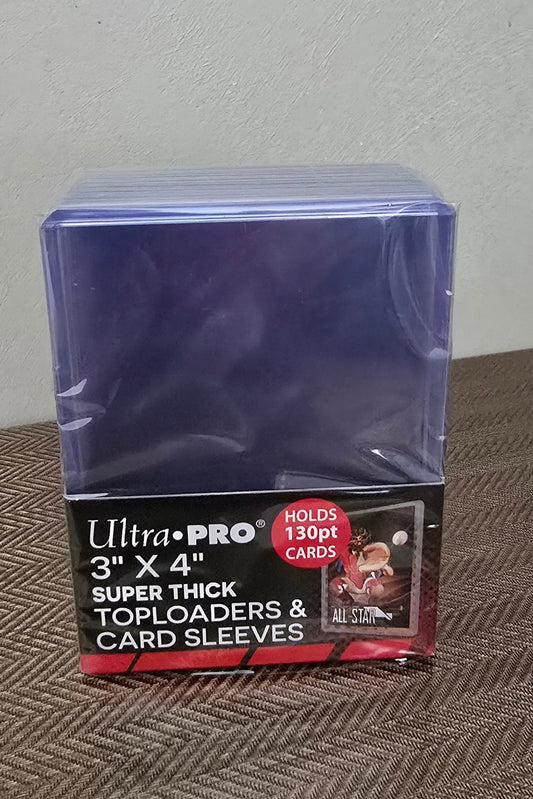 Ultra•PRO®
HOLDS
130pt
CARDS
3" X 4"
SUPER THICK
TOPLOADERS &
CARD SLEEVES
ALL STAR